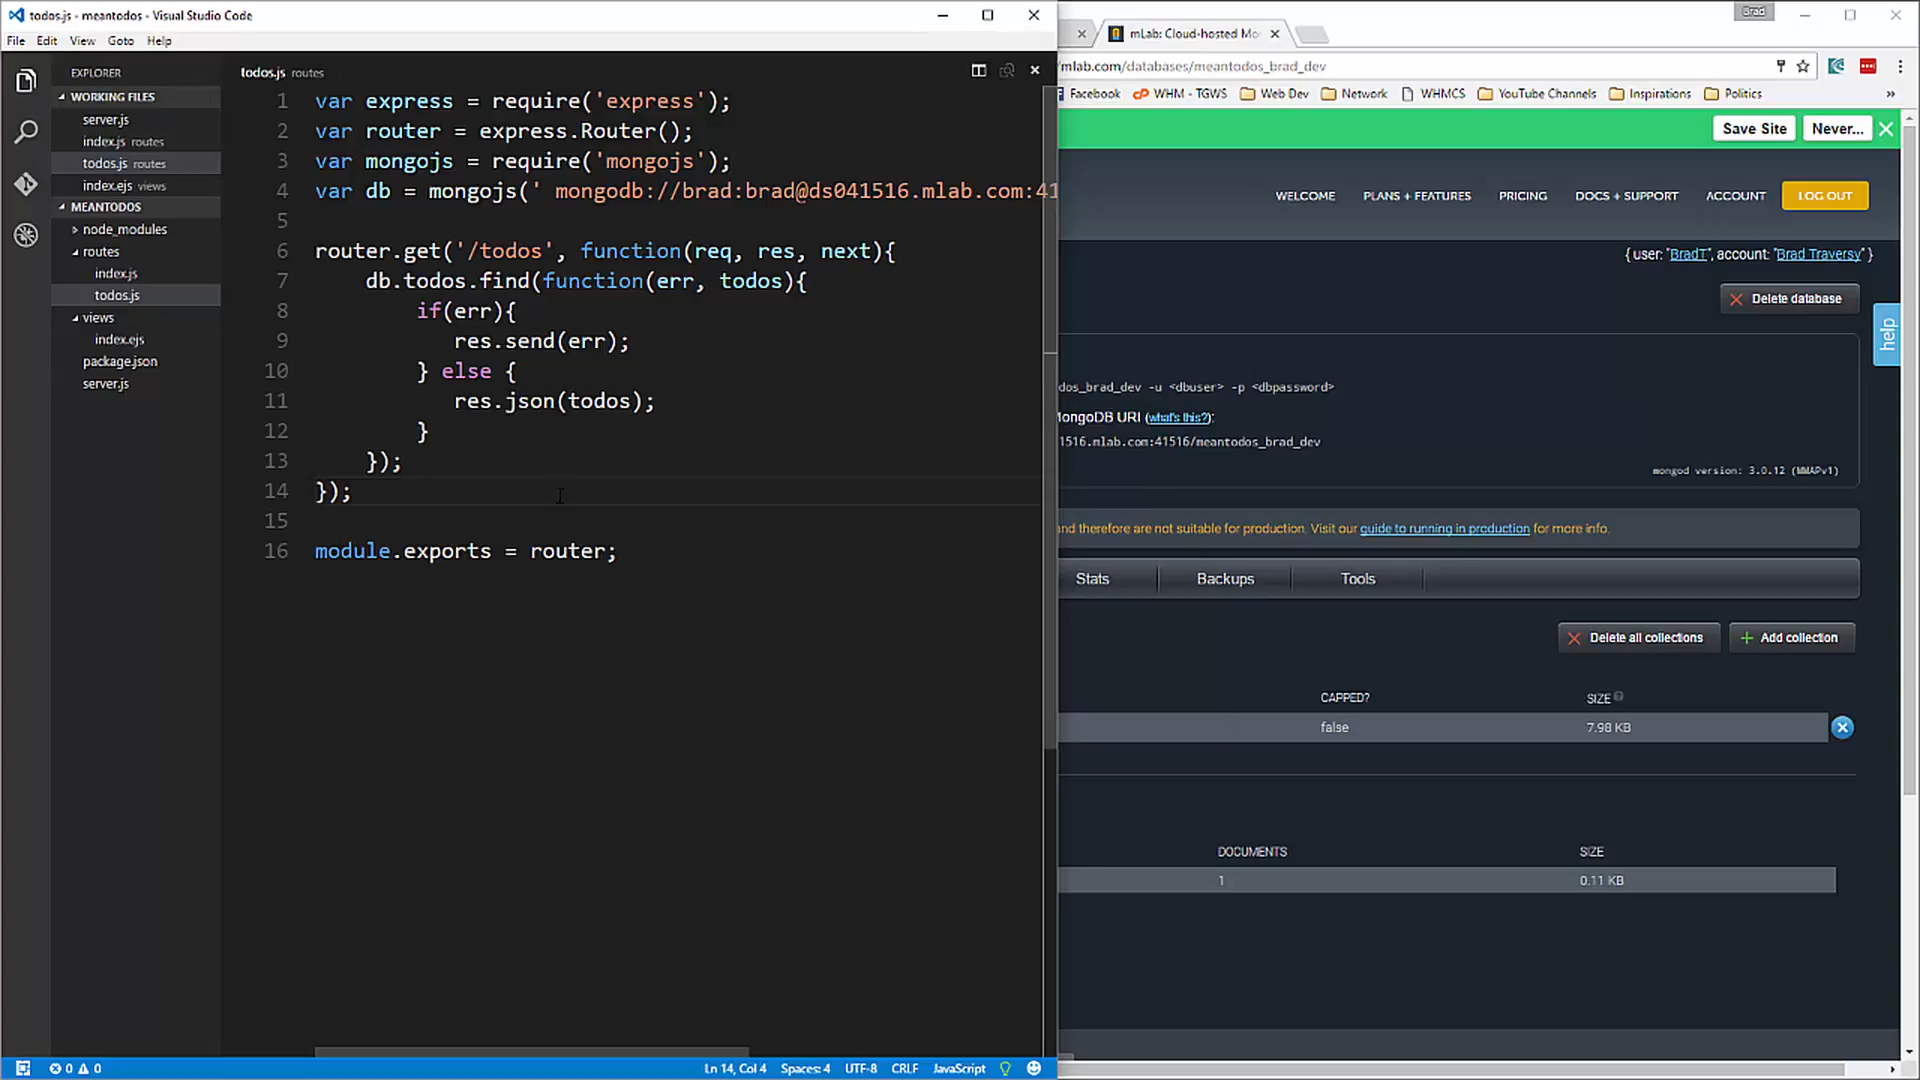 todos.js - meantodos - Visual Studio Code
File Edit View Goto Help
EXPLORER
WORKING FILES
server.js
index.js routes
todos.js routes
index.ejs views
MEANTODOS
node_modules
routes
index.js
todos.js
views
index.ejs
package.json
server.js
todos.js routes
1 var express = require('express');
2 var router = express.Router();
3 var mongojs = require('mongojs');
4 var db = mongojs(' mongodb://brad:brad@ds041516.mlab.com:41
5
6 router.get('/todos', function(req, res, next){
7 db.todos.find(function(err, todos){
8 if(err){
9 res.send(err);
10 } else {
11 res.json(todos);
12 }
13 });
14 });
15
16 module.exports = router;
0 0
Ln 14, Col 4 Spaces: 4 UTF-8 CRLF JavaScript
Brad
mLab: Cloud-hosted Mo
/mlab.com/databases/meantodos_brad_dev
Facebook WHM - TGWS Web Dev Network WHMCS YouTube Channels Inspirations Politics »
Save Site Never...
WELCOME PLANS + FEATURES PRICING DOCS + SUPPORT ACCOUNT LOG OUT
{ user: "BradT", account: "Brad Traversy" }
Delete database
help
dos_brad_dev -u <dbuser> -p <dbpassword>
MongoDB URI (what's this?):
1516.mlab.com:41516/meantodos_brad_dev
mongod version: 3.0.12 (MMAPv1)
and therefore are not suitable for production. Visit our guide to running in production for more info.
Stats Backups Tools
Delete all collections Add collection
CAPPED? SIZE
false 7.98 KB
DOCUMENTS SIZE
1 0.11 KB